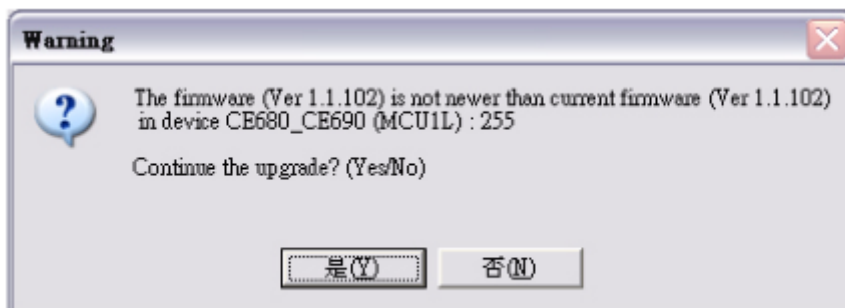 Warning
The firmware (Ver 1.1.102) is not newer than current firmware (Ver 1.1.102)
in device CE680_CE690 (MCU1L) : 255
Continue the upgrade? (Yes/No)
是(Y)
否(N)